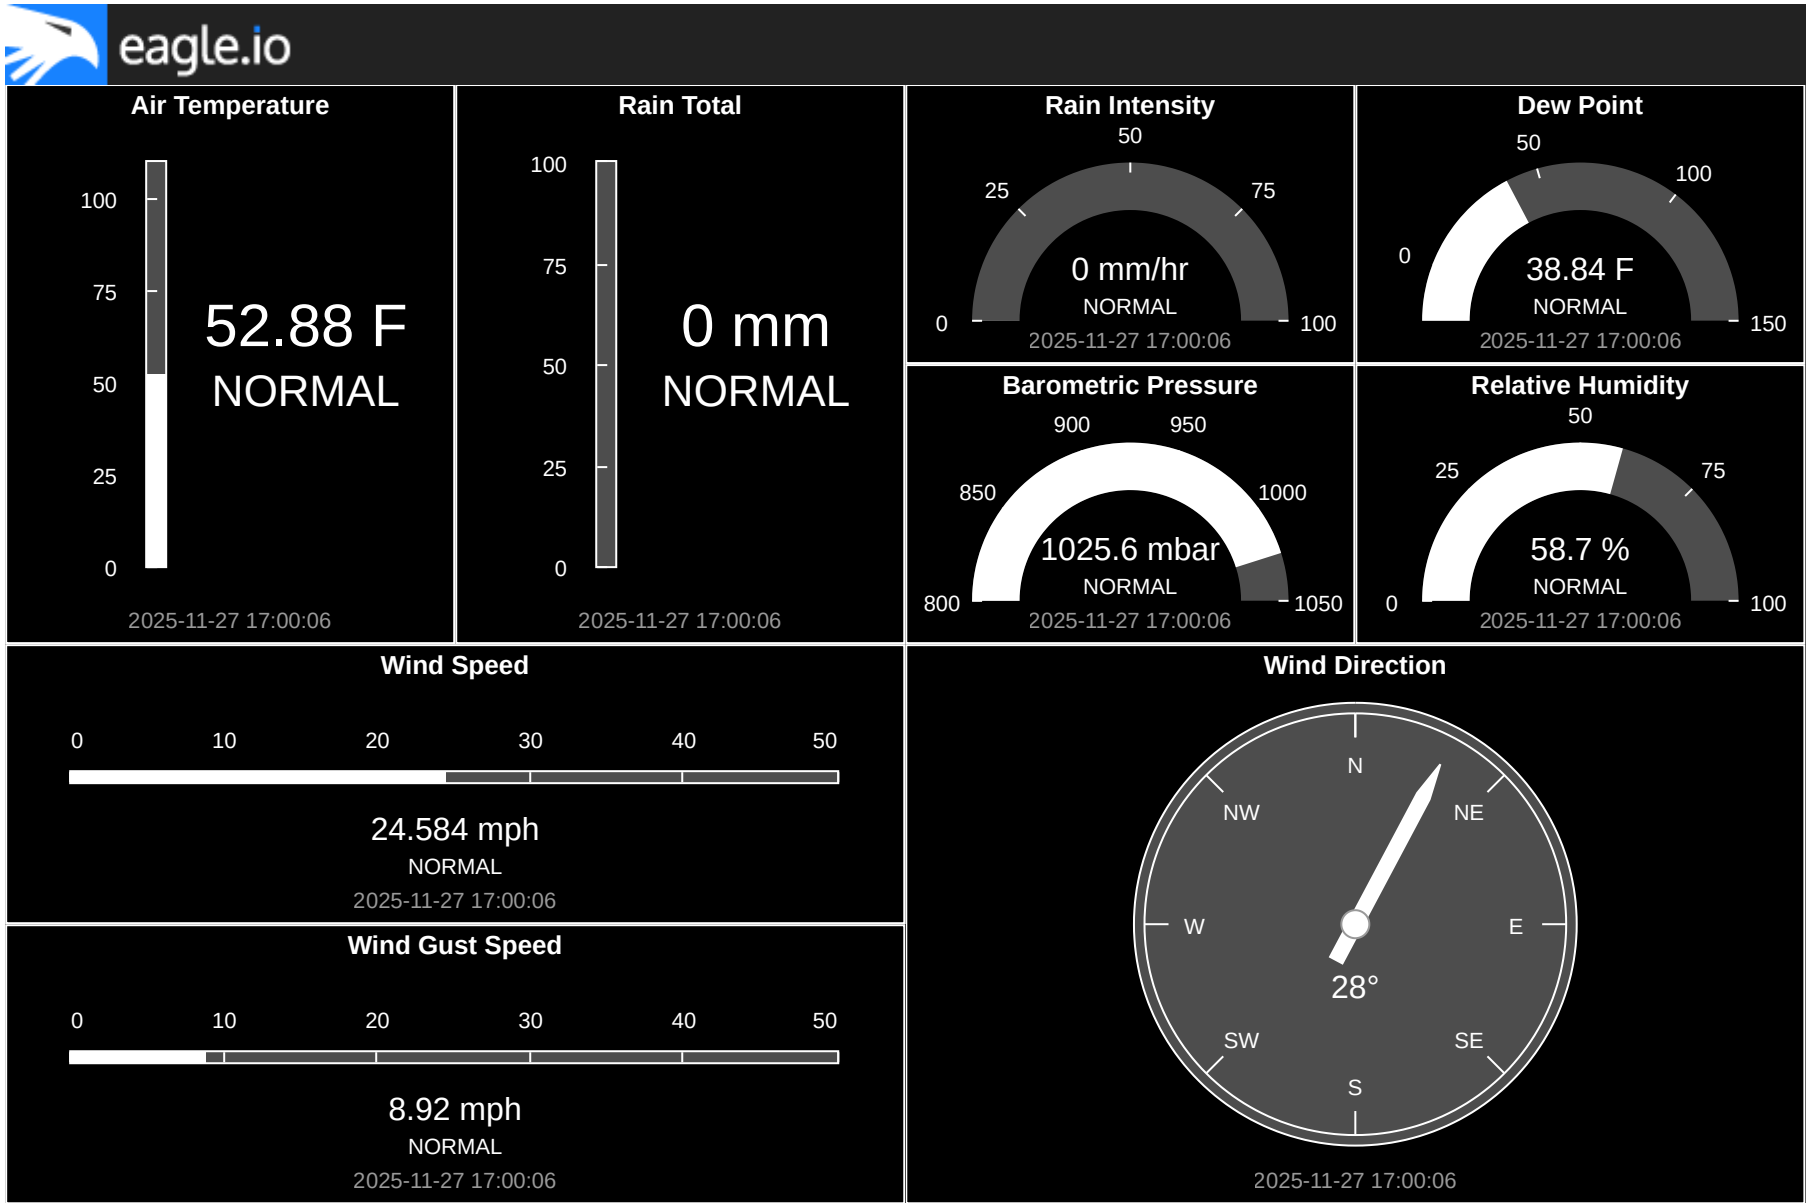 eagle.io
Air Temperature
100
75
50
25
0
52.88 F
NORMAL
2025-11-27 17:00:06
Rain Total
100
75
50
25
0
0 mm
NORMAL
2025-11-27 17:00:06
Rain Intensity
0
25
50
75
100
0 mm/hr
NORMAL
2025-11-27 17:00:06
Dew Point
0
50
100
150
38.84 F
NORMAL
2025-11-27 17:00:06
Barometric Pressure
800
850
900
950
1000
1050
1025.6 mbar
NORMAL
2025-11-27 17:00:06
Relative Humidity
0
25
50
75
100
58.7 %
NORMAL
2025-11-27 17:00:06
Wind Speed
0 10 20 30 40 50
24.584 mph
NORMAL
2025-11-27 17:00:06
Wind Gust Speed
0 10 20 30 40 50
8.92 mph
NORMAL
2025-11-27 17:00:06
Wind Direction
N
NW NE
W E
28°
SW SE
S
2025-11-27 17:00:06